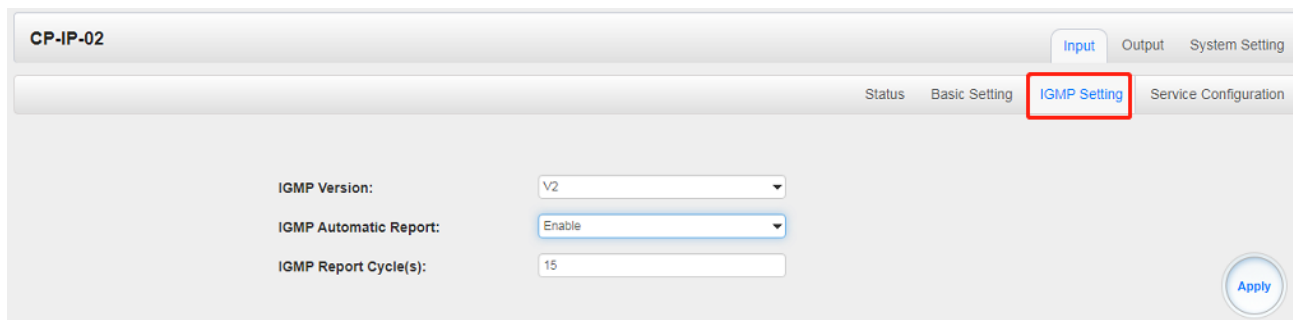 CP-IP-02
Input Output System Setting
Status Basic Setting IGMP Setting Service Configuration
IGMP Version: V2
IGMP Automatic Report: Enable
IGMP Report Cycle(s): 15
Apply